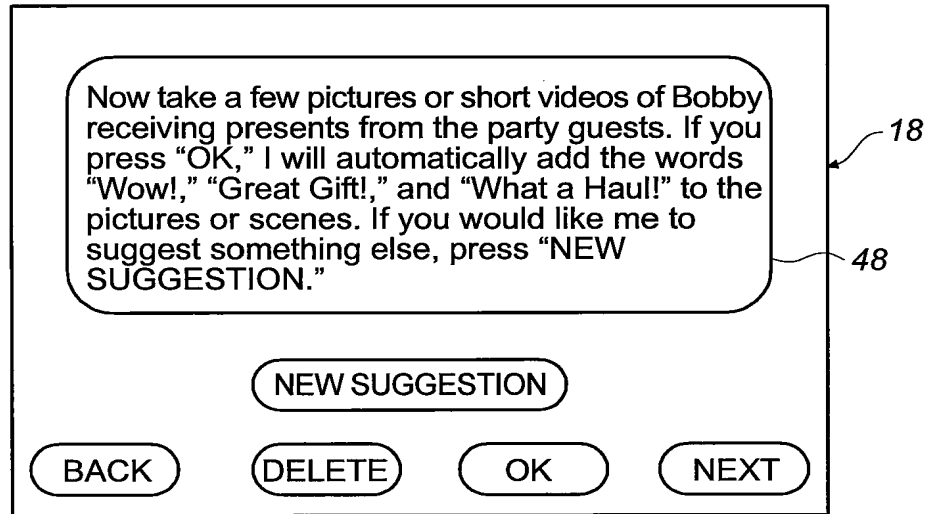 Now take a few pictures or short videos of Bobby
receiving presents from the party guests. If you
press “OK,” I will automatically add the words
“Wow!,” “Great Gift!,” and “What a Haul!” to the
pictures or scenes. If you would like me to
suggest something else, press “NEW
SUGGESTION.”
18
48
NEW SUGGESTION
BACK DELETE OK NEXT